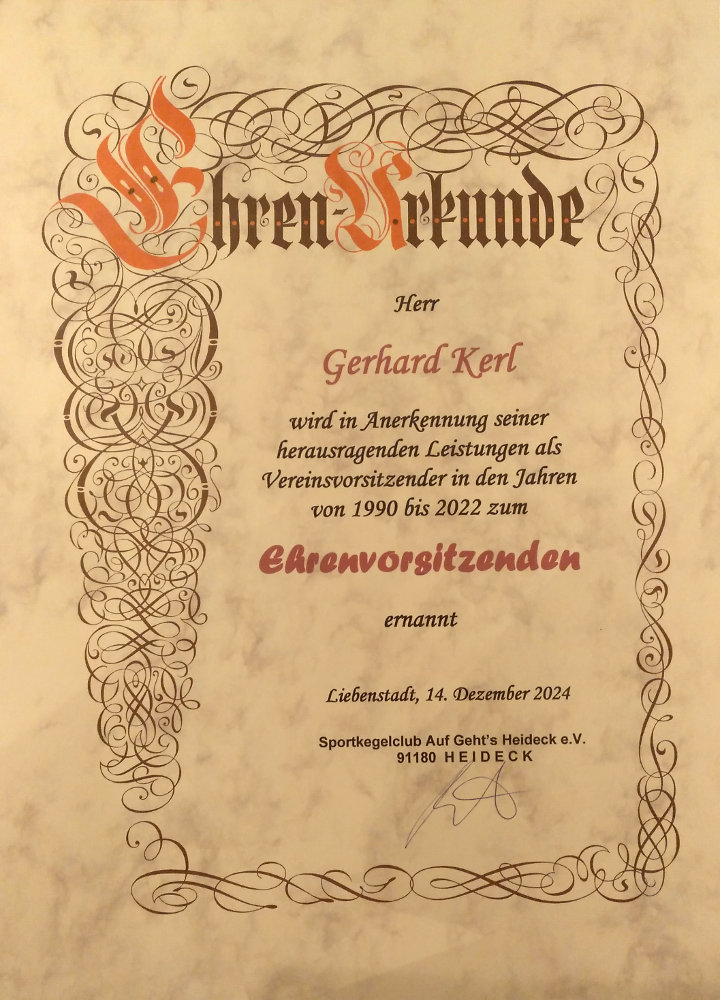 Ehren-Urkunde
Herr
Gerhard Kerl
wird in Anerkennung seiner
herausragenden Leistungen als
Vereinsvorsitzender in den Jahren
von 1990 bis 2022 zum
Ehrenvorsitzenden
ernannt
Liebenstadt, 14. Dezember 2024
Sportkegelclub Auf Geht's Heideck e.V.
91180 HEIDECK